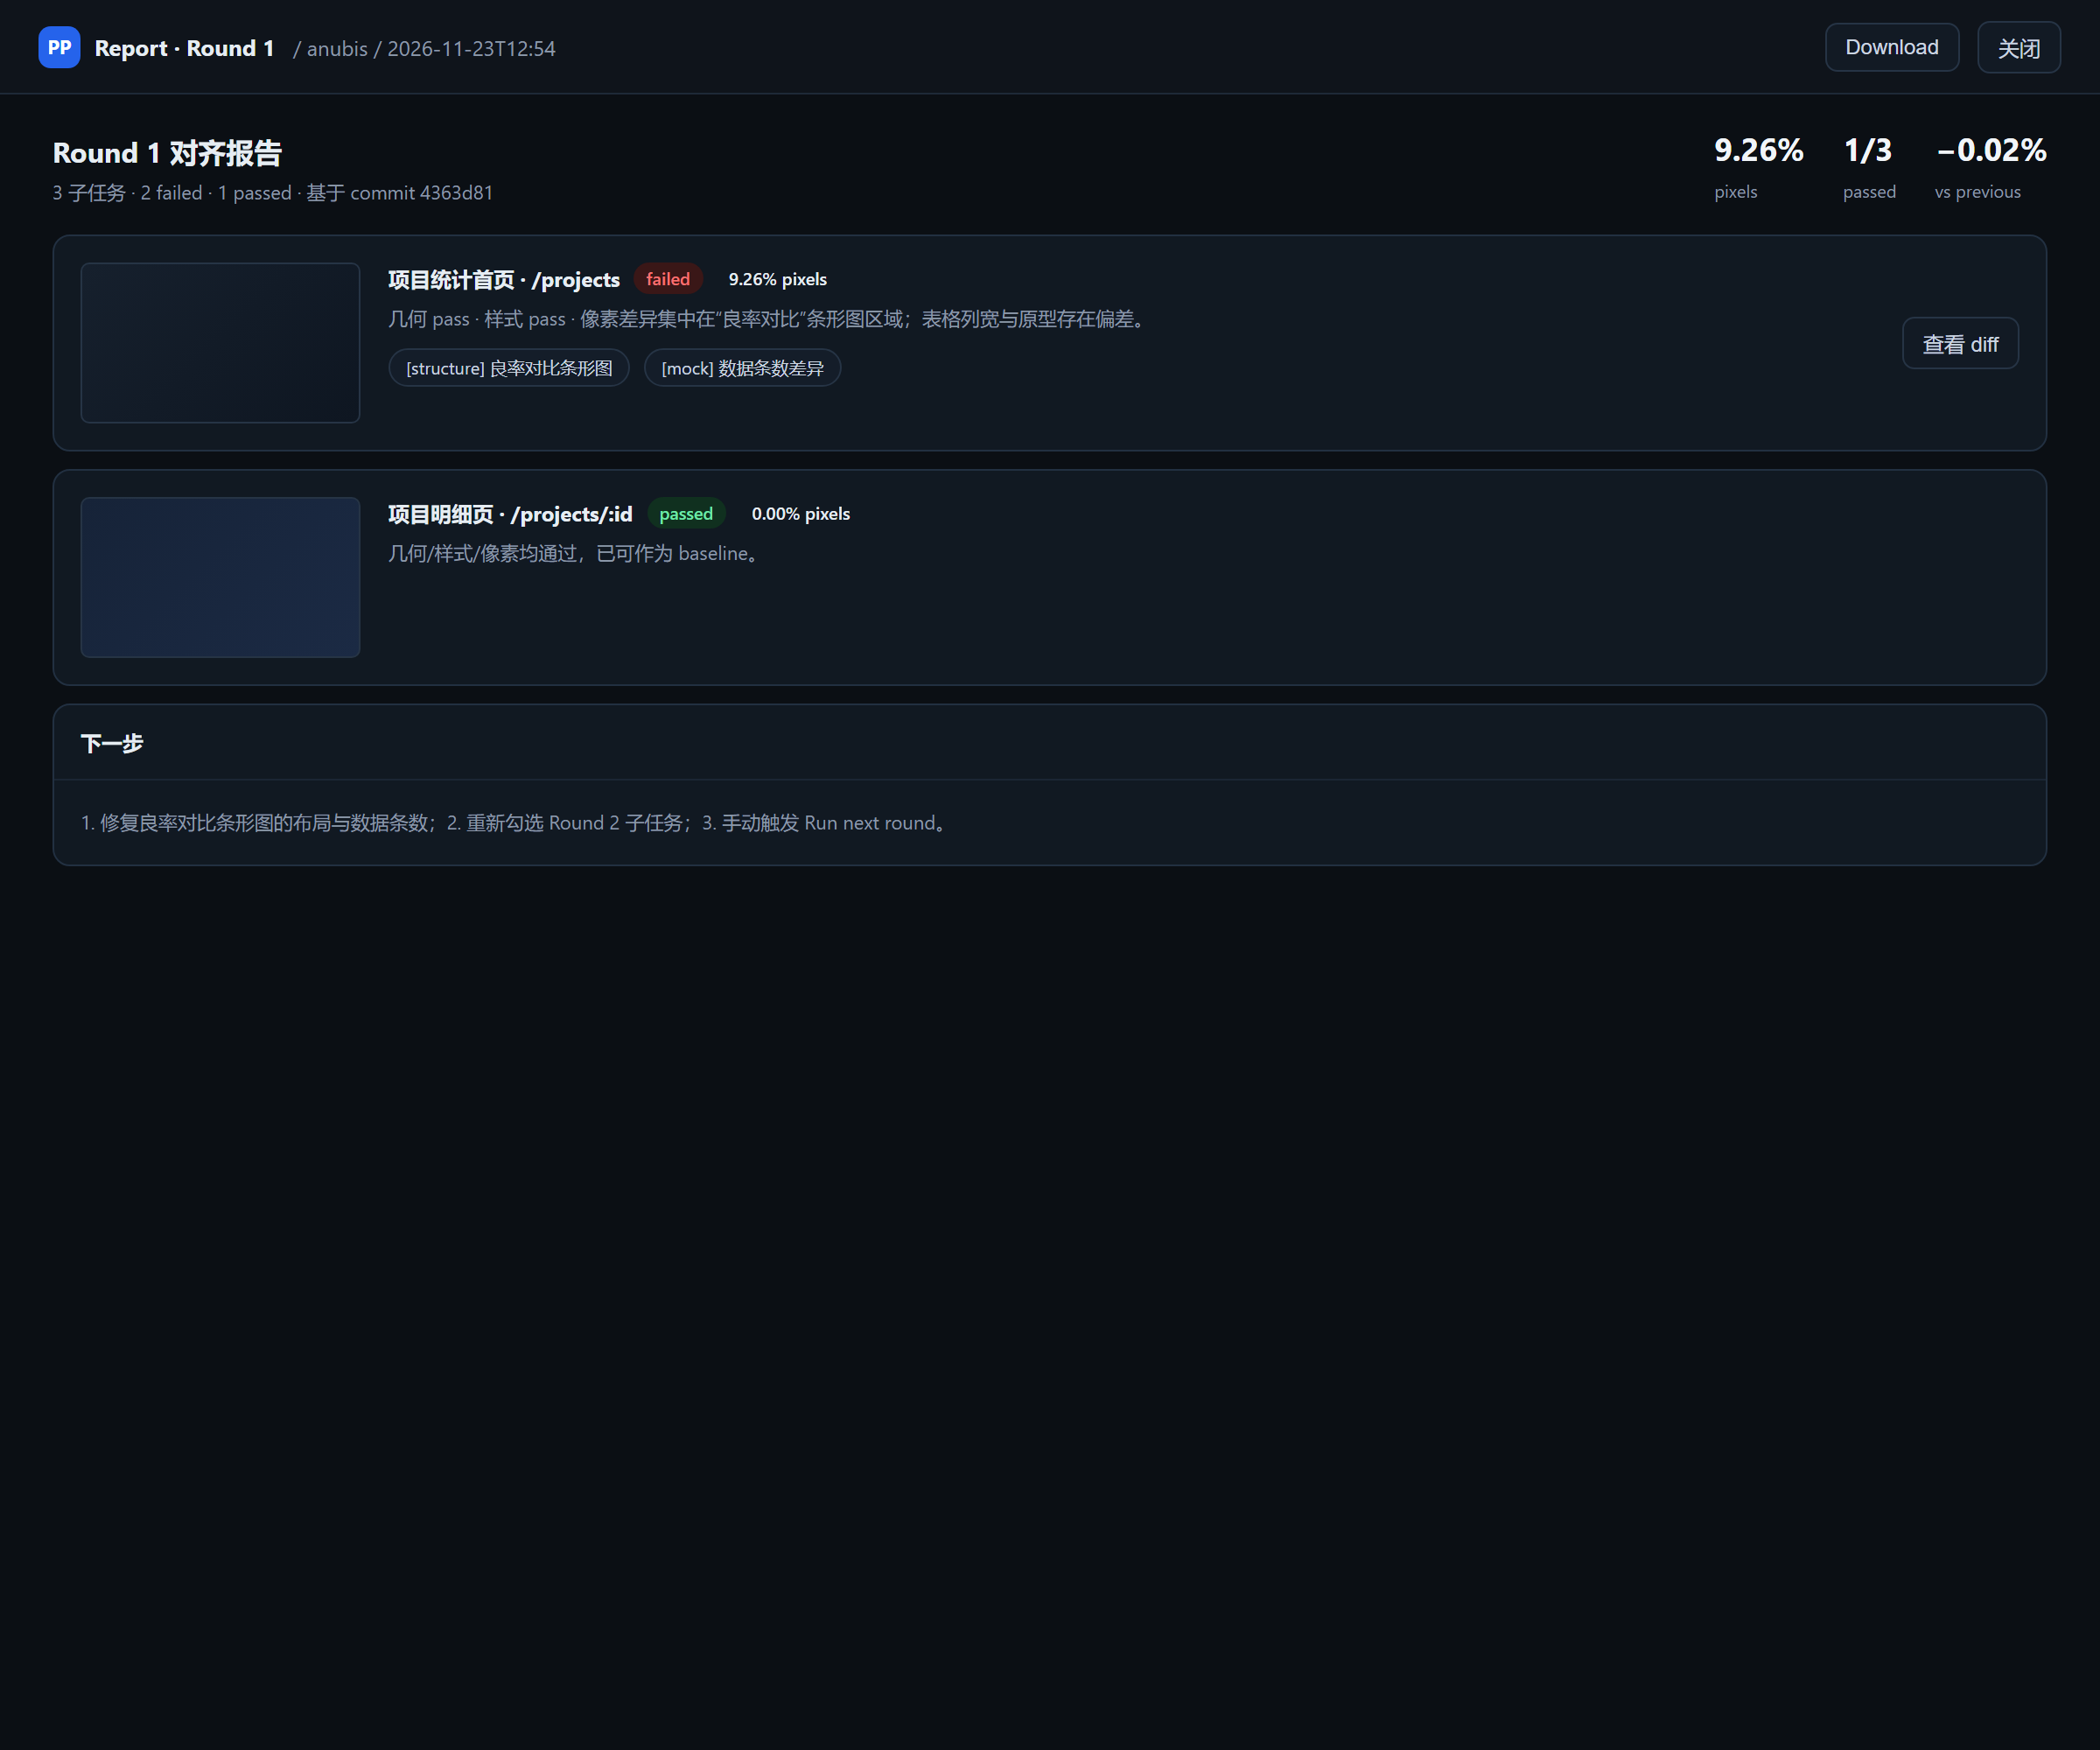 PP Report · Round 1 / anubis / 2026-11-23T12:54 Download 关闭
Round 1 对齐报告
3 子任务 · 2 failed · 1 passed · 基于 commit 4363d81
9.26% 1/3 −0.02%
pixels passed vs previous
项目统计首页 · /projects failed 9.26% pixels
几何 pass · 样式 pass · 像素差异集中在“良率对比”条形图区域；表格列宽与原型存在偏差。
[structure] 良率对比条形图 [mock] 数据条数差异
查看 diff
项目明细页 · /projects/:id passed 0.00% pixels
几何/样式/像素均通过，已可作为 baseline。
下一步
1. 修复良率对比条形图的布局与数据条数；2. 重新勾选 Round 2 子任务；3. 手动触发 Run next round。